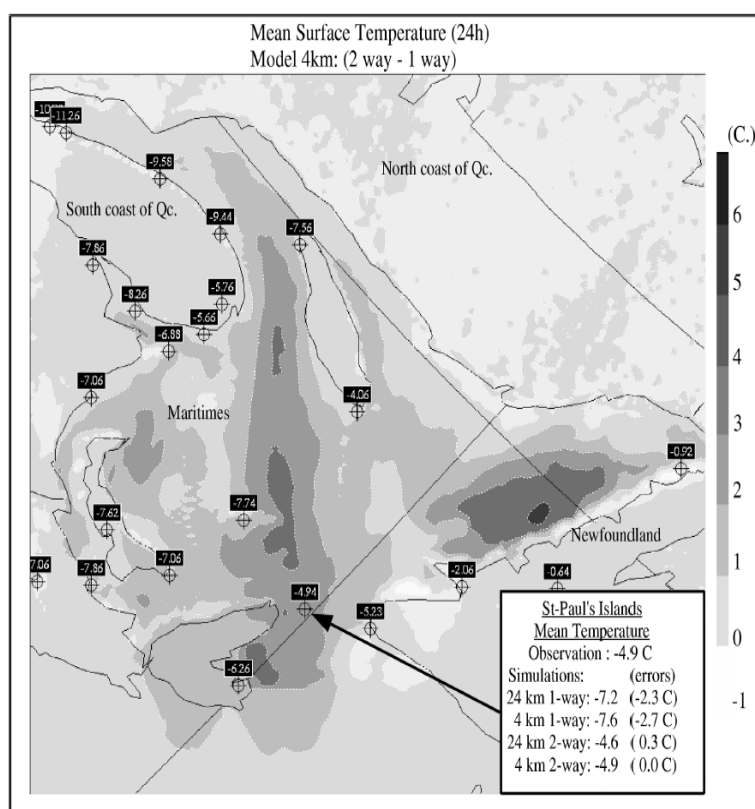 Mean Surface Temperature (24h)
Model 4km: (2 way - 1 way)
(C.)
-11.26
-9.58
North coast of Qc.
South coast of Qc.
6
-9.44
-7.56
-7.86
5
-5.76
-8.26
-5.66
4
-6.88
3
-7.06
-4.06
Maritimes
-0.92
2
-7.74
-7.62
Newfoundland
7.06
-7.86
-7.06
-2.06
-0.64
1
-4.94
-5.23
St-Paul's Islands
Mean Temperature
0
Observation : -4.9 C
-6.26
Simulations: (errors)
24 km 1-way: -7.2 (-2.3 C)
-1
4 km 1-way: -7.6 (-2.7 C)
24 km 2-way: -4.6 ( 0.3 C)
4 km 2-way: -4.9 ( 0.0 C)